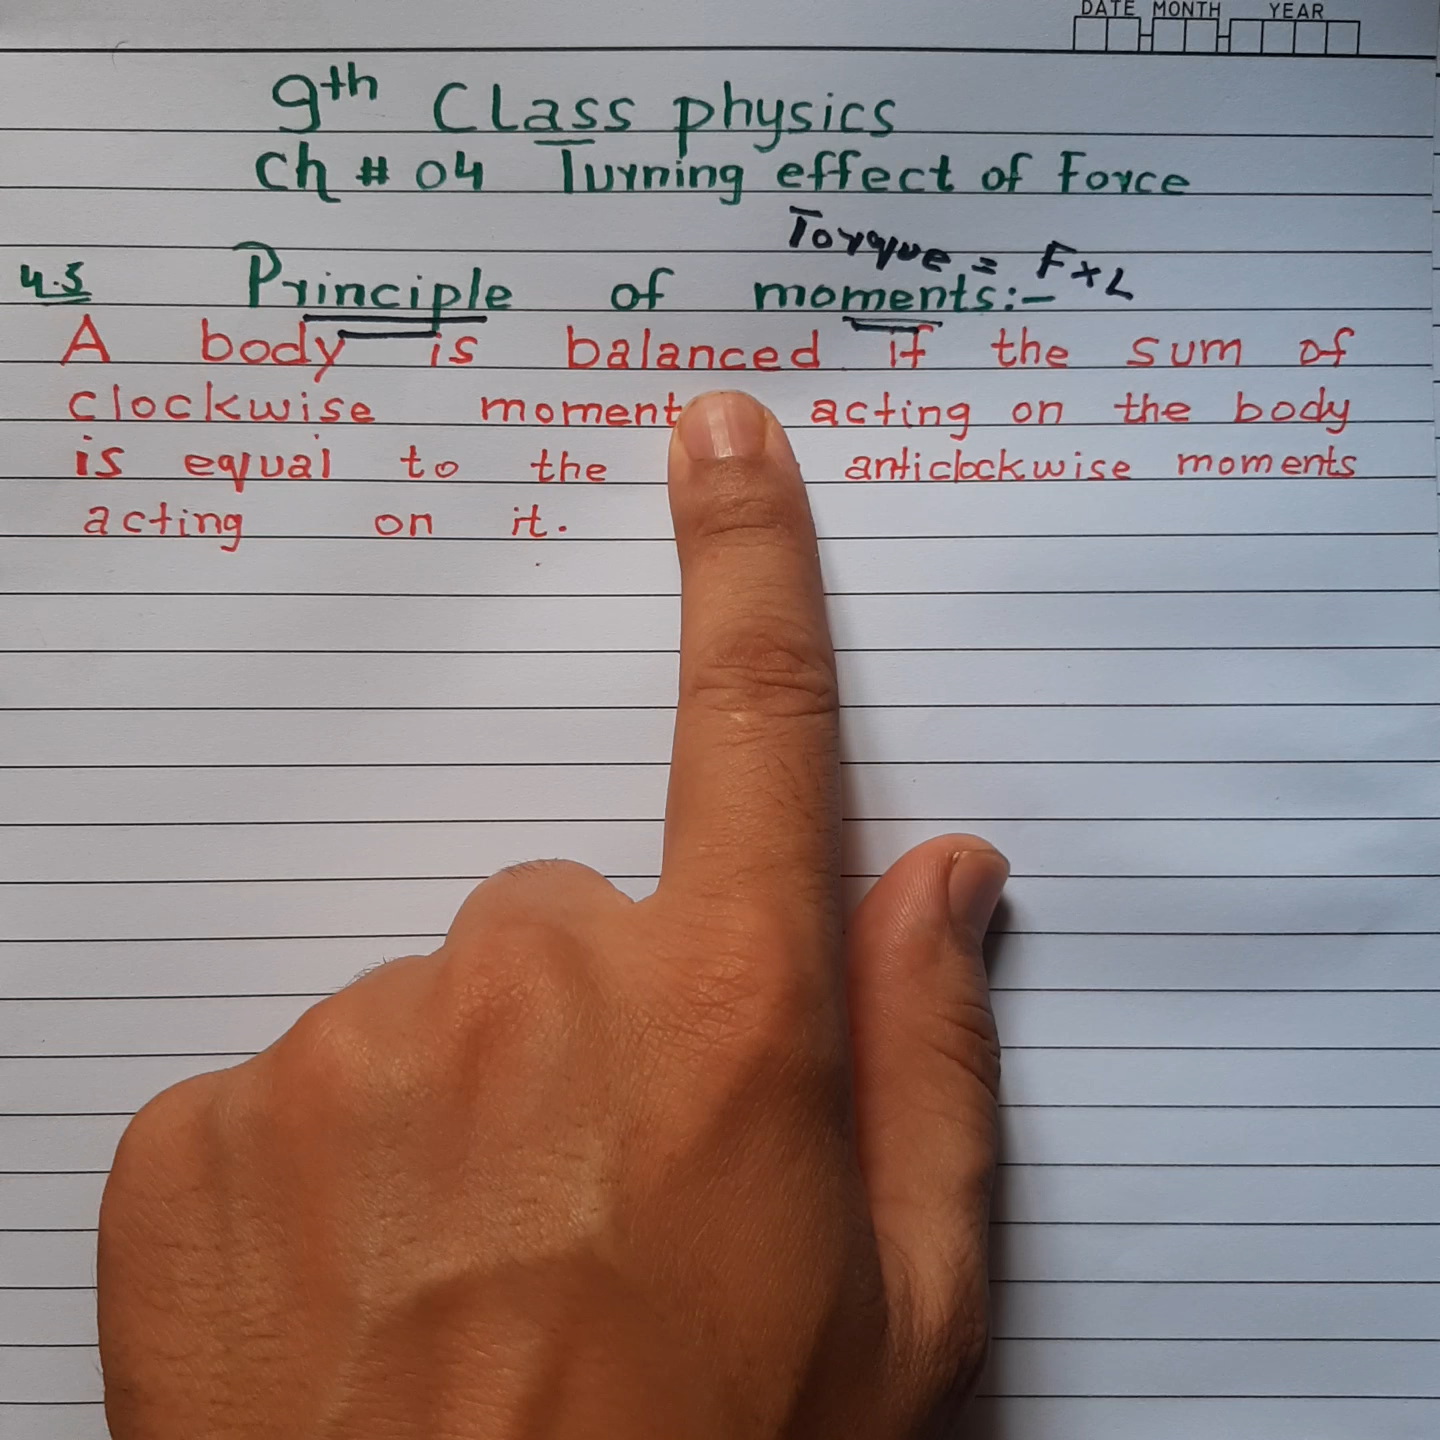 DATE MONTH YEAR
9th Class physics
Ch # 04 Turning effect of Force
Torque = F×L
4.5 Principle of moments:-
A body is balanced if the sum of
clockwise moment acting on the body
is equal to the anticlockwise moments
acting on it.